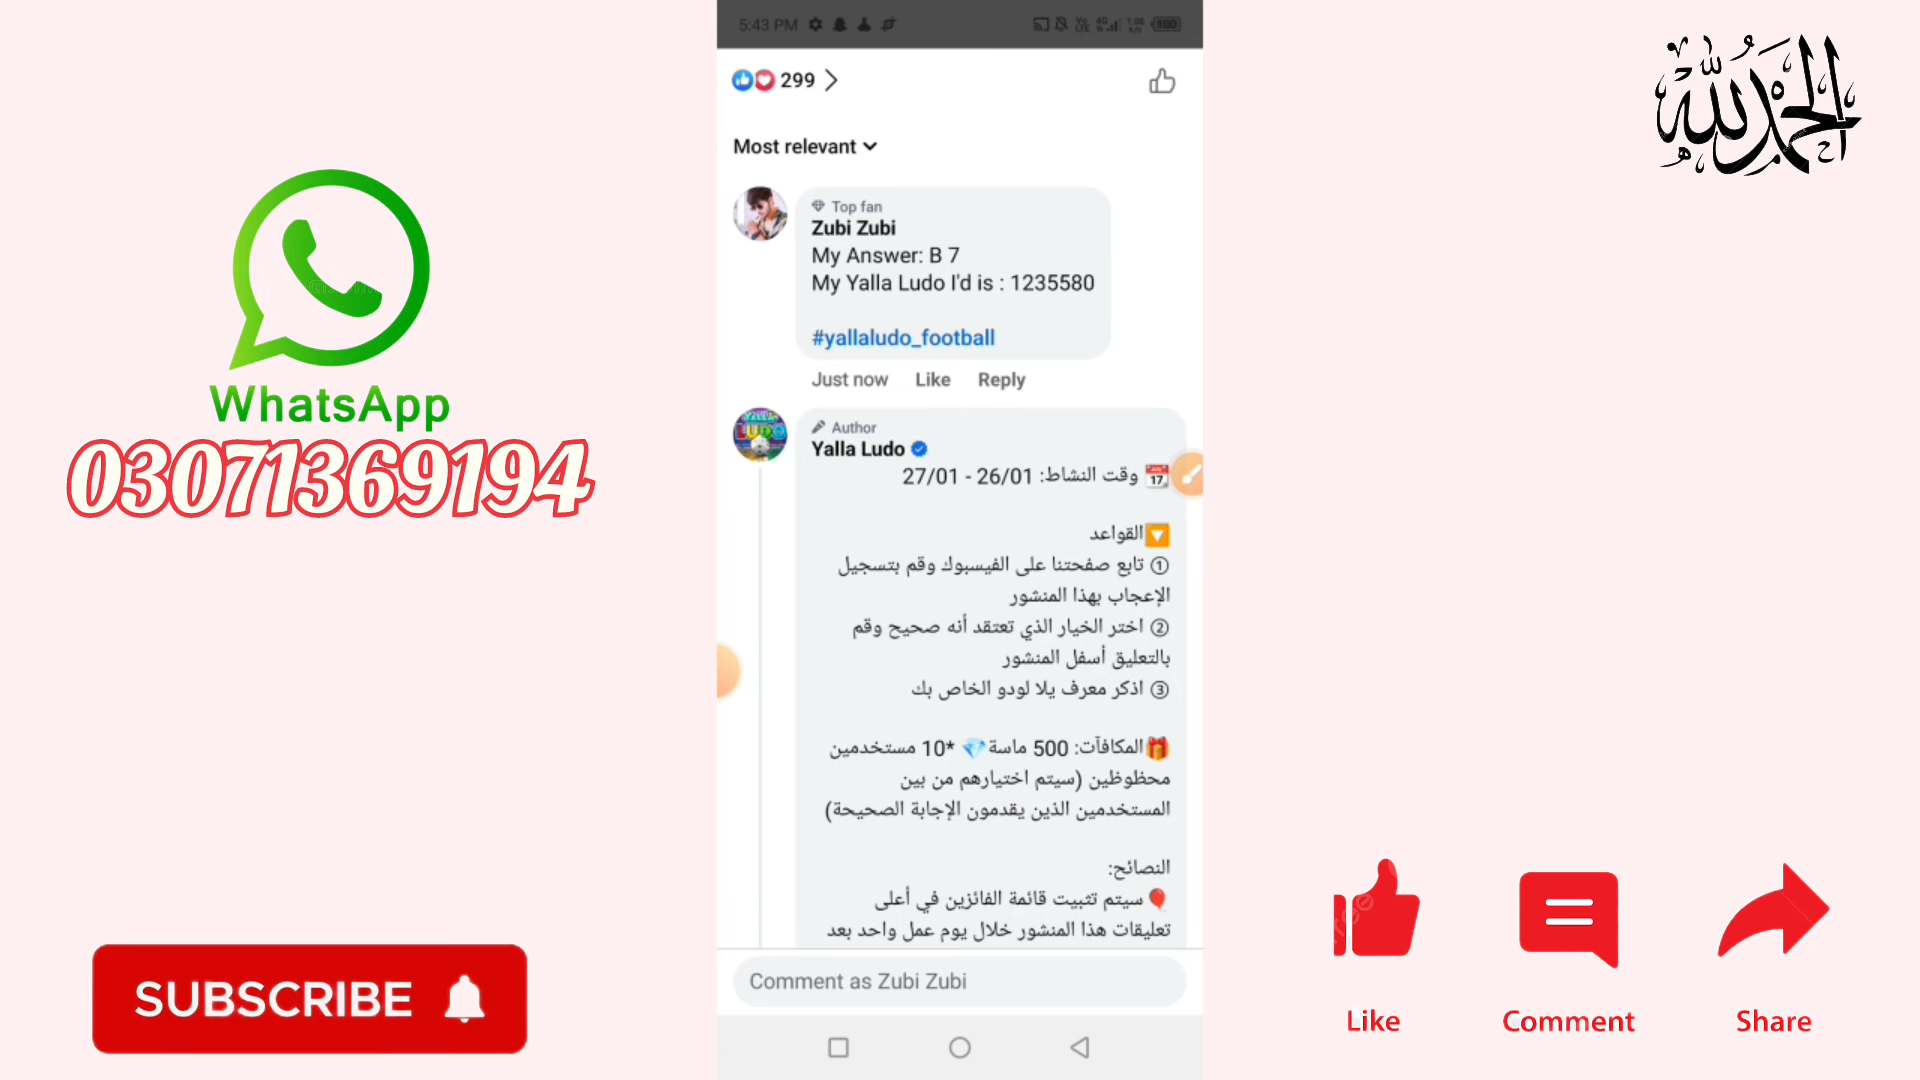 5:43 PM
299
Most relevant
Top fan
Zubi Zubi
My Answer: B 7
My Yalla Ludo I'd is : 1235580
#yallaludo_football
Just now Like Reply
Author
Yalla Ludo
وقت النشاط: 26/01 - 27/01
القواعد
① تابع صفحتنا على الفيسبوك وقم بتسجيل
الإعجاب بهذا المنشور
② اختر الخيار الذي تعتقد أنه صحيح وقم
بالتعليق أسفل المنشور
③ اذكر معرف يلا لودو الخاص بك
المكافآت: 500 ماسة💎 *10 مستخدمين
محظوظين (سيتم اختيارهم من بين
المستخدمين الذين يقدمون الإجابة الصحيحة)
النصائح:
سيتم تثبيت قائمة الفائزين في أعلى
تعليقات هذا المنشور خلال يوم عمل واحد بعد
Comment as Zubi Zubi
WhatsApp
03071369194
SUBSCRIBE
الحمد لله
Like Comment Share